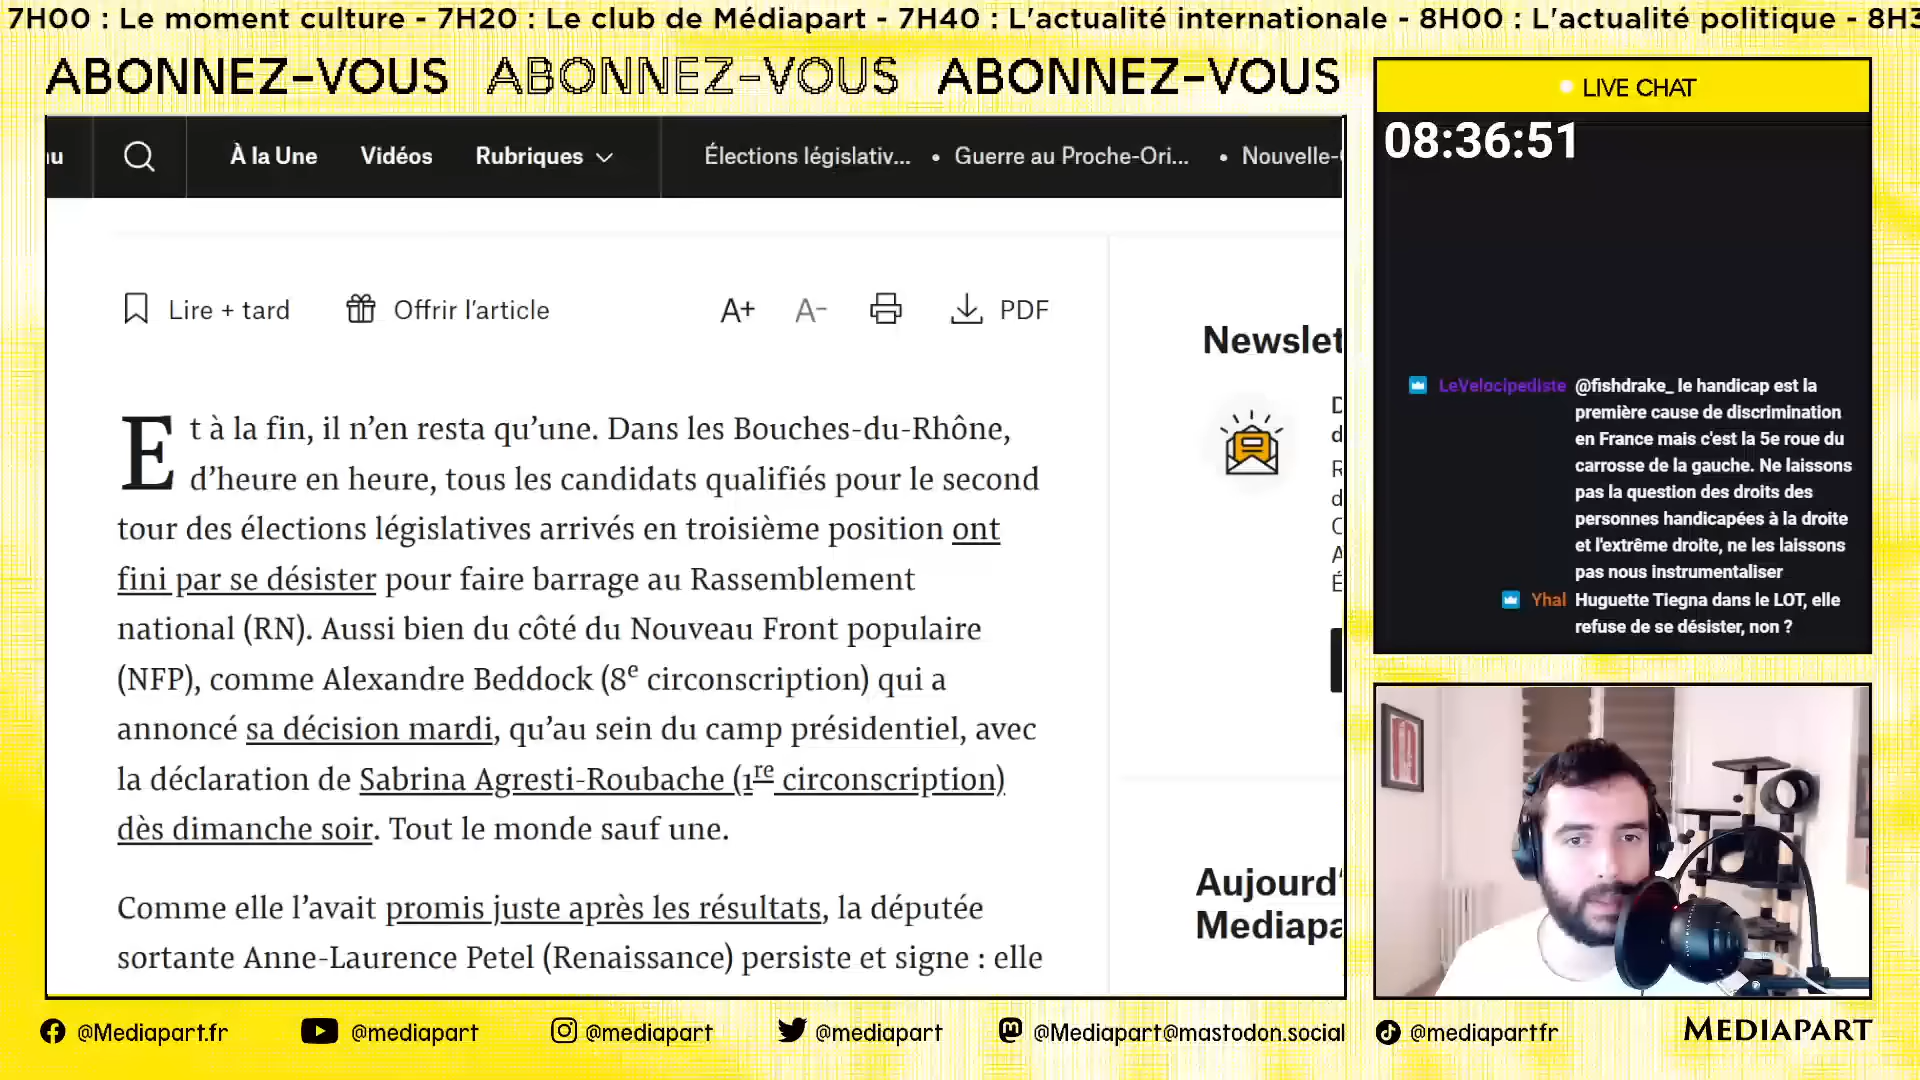 7H00 : Le moment culture - 7H20 : Le club de Médiapart - 7H40 : L'actualité internationale - 8H00 : L'actualité politique - 8H3
ABONNEZ-VOUS ABONNEZ-VOUS ABONNEZ-VOUS
LIVE CHAT
08:36:51
nu
À la Une
Vidéos
Rubriques
Élections législativ...
• Guerre au Proche-Ori...
• Nouvelle-
Lire + tard
Offrir l'article
A+
A-
PDF
Et à la fin, il n'en resta qu'une. Dans les Bouches-du-Rhône,
d'heure en heure, tous les candidats qualifiés pour le second
tour des élections législatives arrivés en troisième position ont
fini par se désister pour faire barrage au Rassemblement
national (RN). Aussi bien du côté du Nouveau Front populaire
(NFP), comme Alexandre Beddock (8e circonscription) qui a
annoncé sa décision mardi, qu'au sein du camp présidentiel, avec
la déclaration de Sabrina Agresti-Roubache (1re circonscription)
dès dimanche soir. Tout le monde sauf une.
Comme elle l'avait promis juste après les résultats, la députée
sortante Anne-Laurence Petel (Renaissance) persiste et signe : elle
Newslet
D
d
R
d
C
A
É
Aujourd'
Mediapa
LeVelocipediste @fishdrake_ le handicap est la
première cause de discrimination
en France mais c'est la 5e roue du
carrosse de la gauche. Ne laissons
pas la question des droits des
personnes handicapées à la droite
et l'extrême droite, ne les laissons
pas nous instrumentaliser
Yhal Huguette Tiegna dans le LOT, elle
refuse de se désister, non ?
@Mediapart.fr
@mediapart
@mediapart
@mediapart
@Mediapart@mastodon.social
@mediapartfr
MEDIAPART